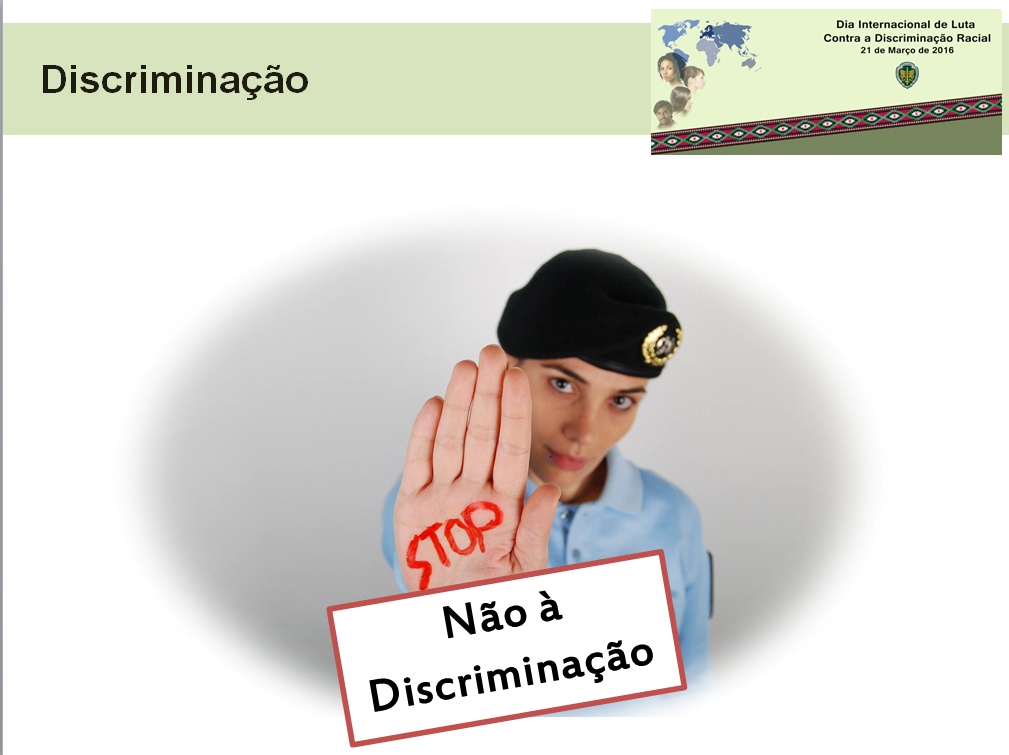 Discriminação
Dia Internacional de Luta
Contra a Discriminação Racial
21 de Março de 2016
STOP
Não à
Discriminação